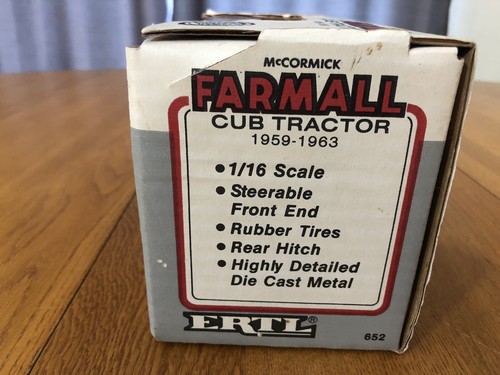 McCORMICK
FARMALL
CUB TRACTOR
1959-1963
• 1/16 Scale
• Steerable
Front End
• Rubber Tires
• Rear Hitch
• Highly Detailed
Die Cast Metal
ERTL®
652